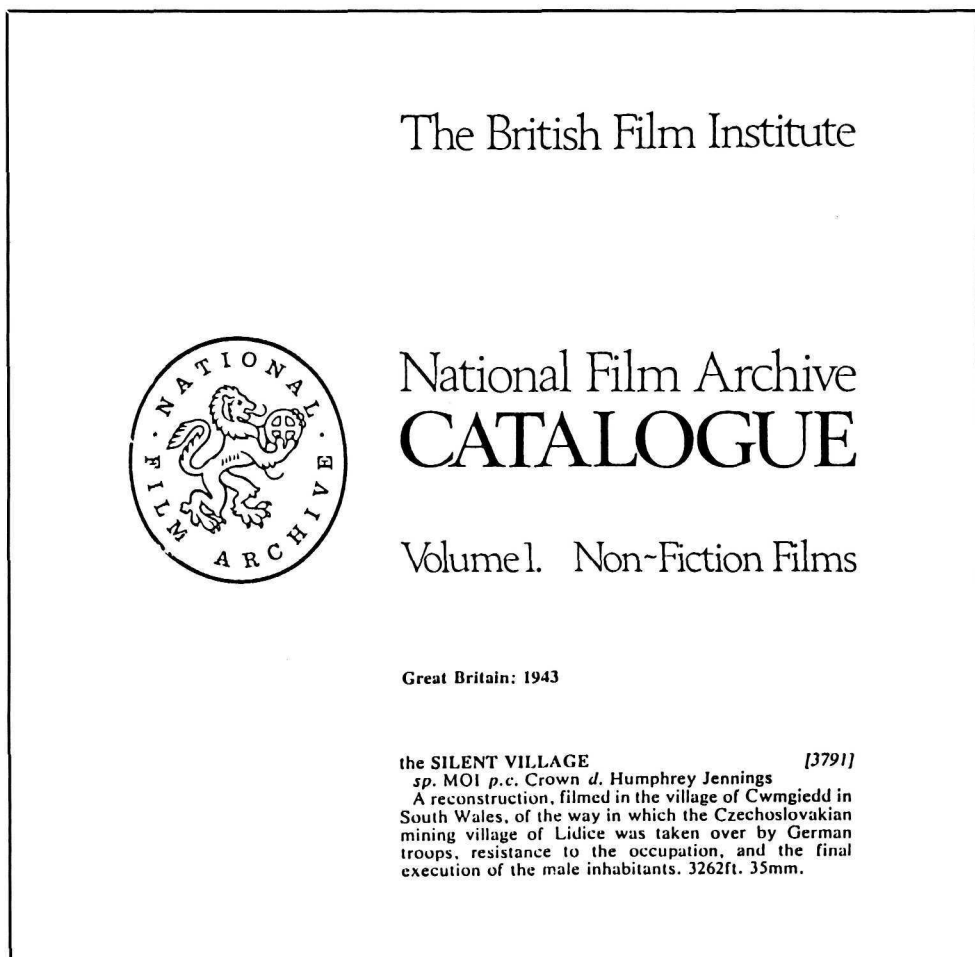 The British Film Institute
NATIONAL FILM ARCHIVE
National Film Archive
CATALOGUE
Volume 1. Non-Fiction Films
Great Britain: 1943
the SILENT VILLAGE [3791]
sp. MOI p.c. Crown d. Humphrey Jennings
A reconstruction, filmed in the village of Cwmgiedd in
South Wales, of the way in which the Czechoslovakian
mining village of Lidice was taken over by German
troops, resistance to the occupation, and the final
execution of the male inhabitants. 3262ft. 35mm.